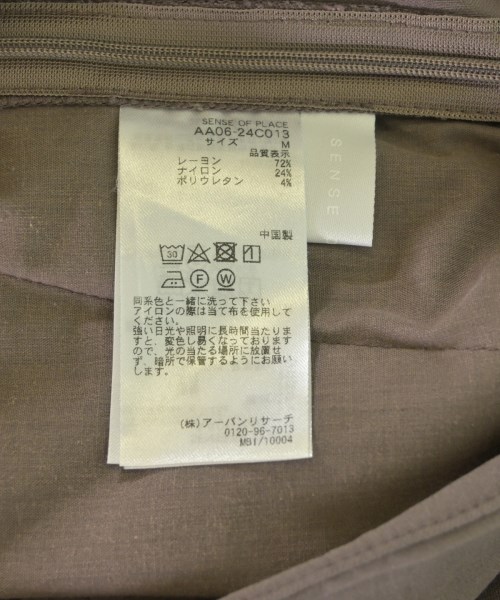 SENSE OF PLACE
AA06-24C013
サイズ M
品質表示
レーヨン 72%
ナイロン 24%
ポリウレタン 4%
中国製
30
F W
同系色と一緒に洗って下さい
アイロンの際は当て布を使用して
ください。
強い日光や照明に長時間当たりま
すと、変色し易くなっております
ので、光の当たる場所に放置せ
ず、暗所で保管するようにお願い
します。
(株)アーバンリサーチ
0120-96-7013
MB1/10004
SENSE